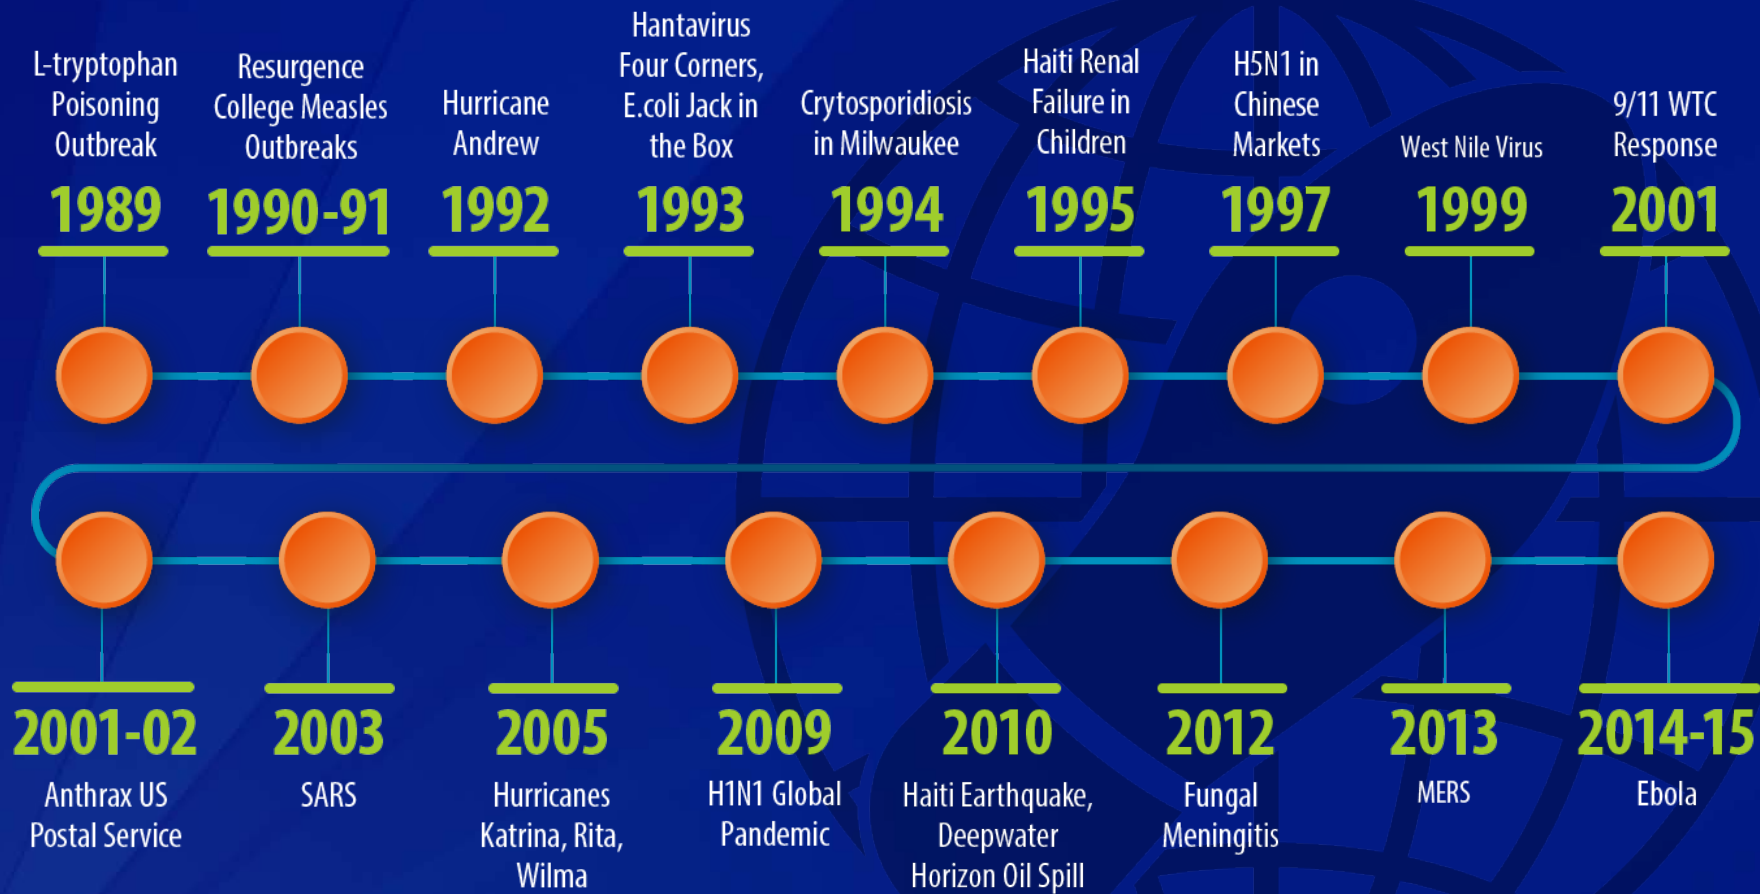 L-tryptophan
Poisoning
Outbreak
1989
Resurgence
College Measles
Outbreaks
1990-91
Hurricane
Andrew
1992
Hantavirus
Four Corners,
E.coli Jack in
the Box
1993
Crytosporidiosis
in Milwaukee
1994
Haiti Renal
Failure in
Children
1995
H5N1 in
Chinese
Markets
1997
West Nile Virus
1999
9/11 WTC
Response
2001
2001-02
Anthrax US
Postal Service
2003
SARS
2005
Hurricanes
Katrina, Rita,
Wilma
2009
H1N1 Global
Pandemic
2010
Haiti Earthquake,
Deepwater
Horizon Oil Spill
2012
Fungal
Meningitis
2013
MERS
2014-15
Ebola